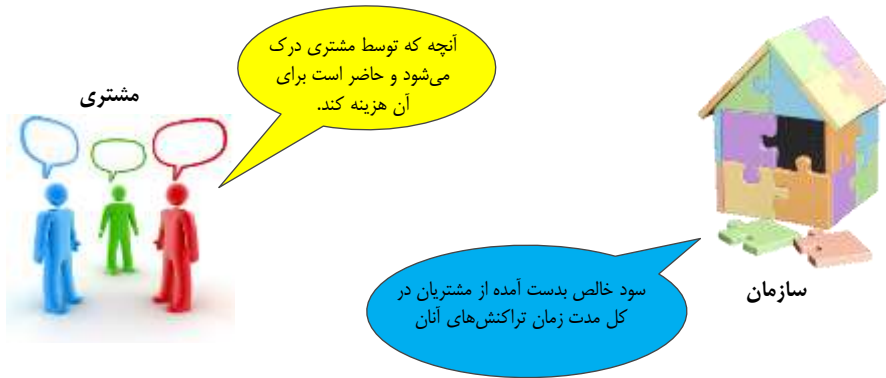 آنچه که توسط مشتری درک
می‌شود و حاضر است برای
آن هزینه کند.
مشتری
سود خالص بدست آمده از مشتریان در
کل مدت زمان تراکنش‌های آنان
سازمان